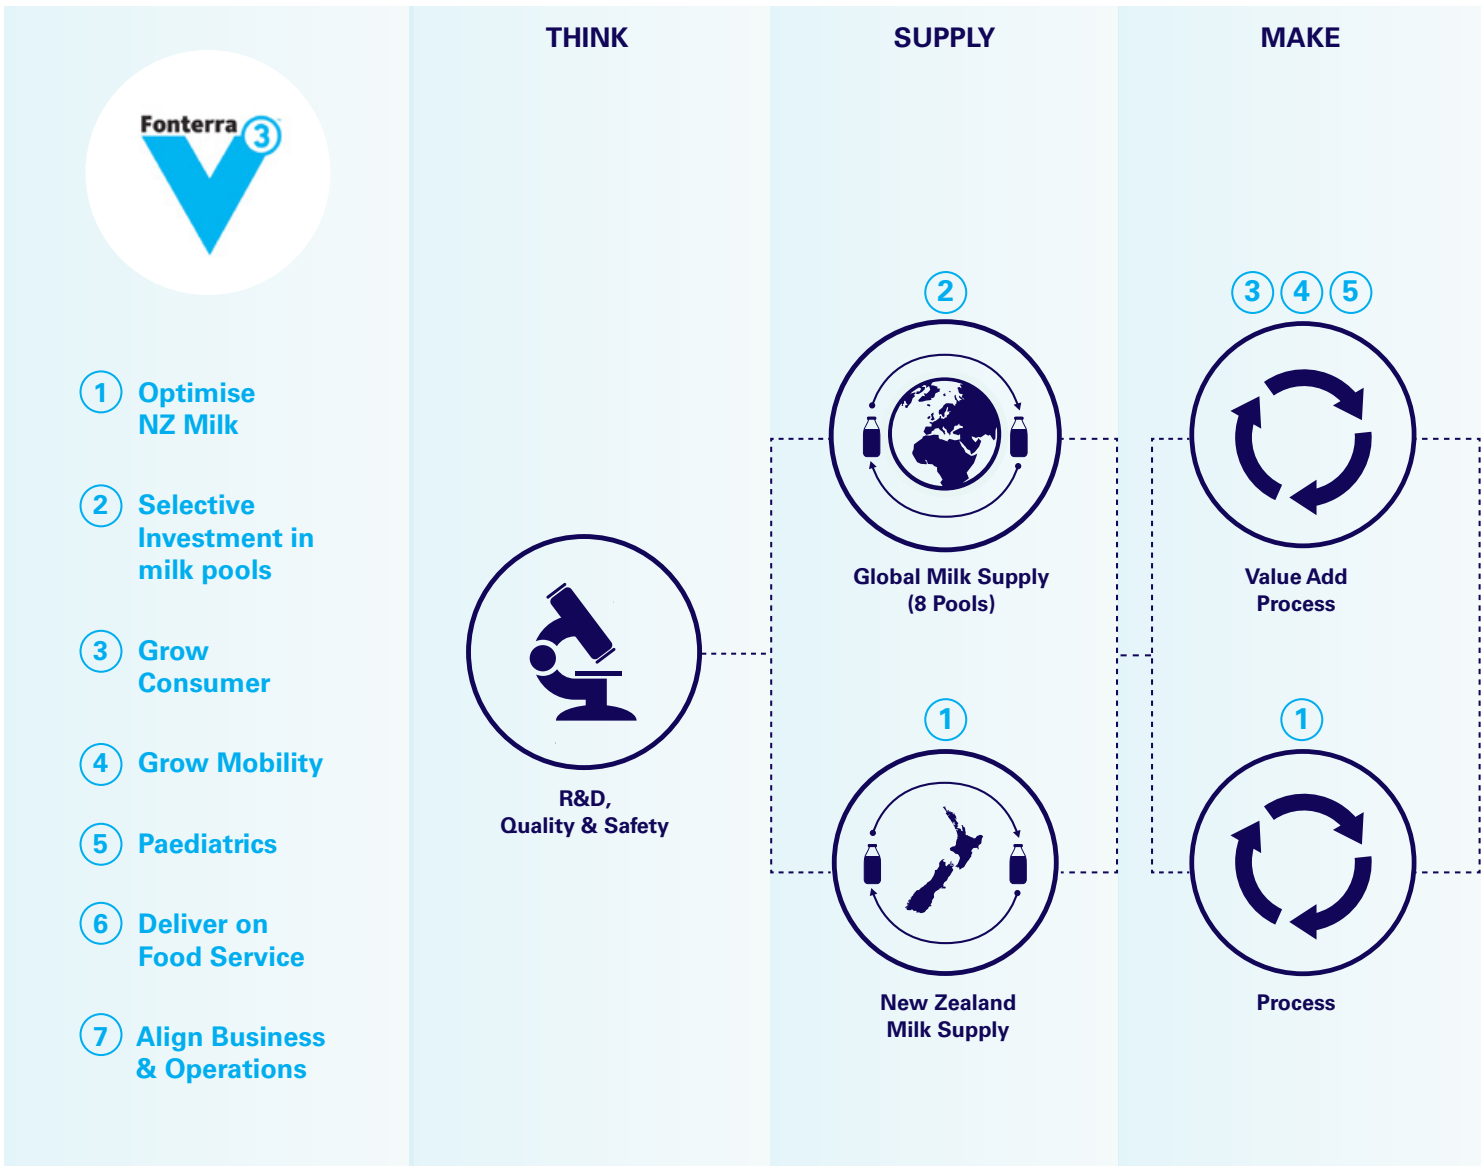 Fonterra
3
1 Optimise
NZ Milk
2 Selective
Investment in
milk pools
3 Grow
Consumer
4 Grow Mobility
5 Paediatrics
6 Deliver on
Food Service
7 Align Business
& Operations
THINK
R&D,
Quality & Safety
SUPPLY
2
Global Milk Supply
(8 Pools)
1
New Zealand
Milk Supply
MAKE
3 4 5
Value Add
Process
1
Process